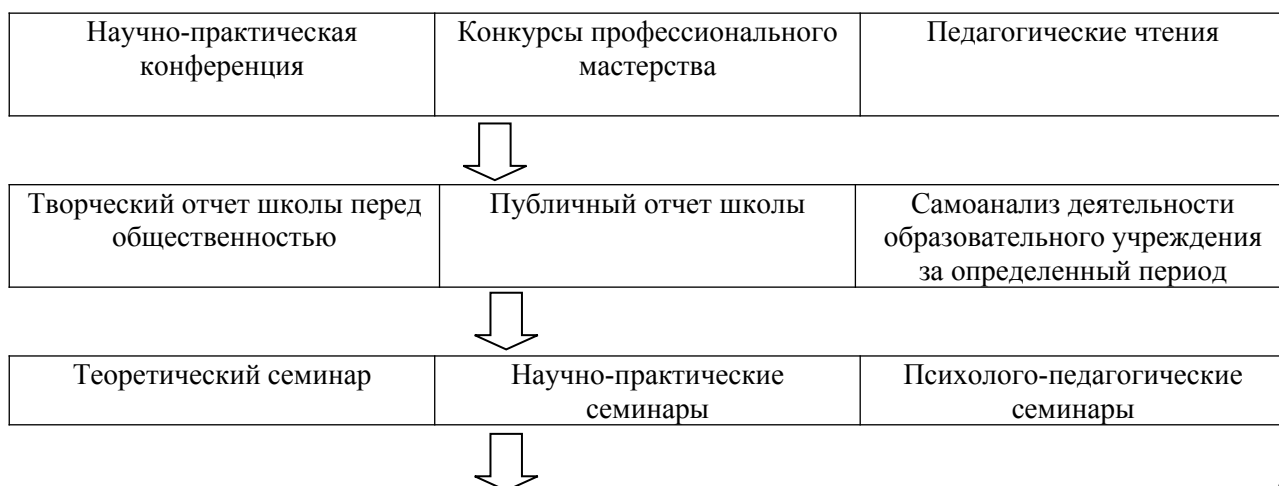 Научно-практическая
конференция
Конкурсы профессионального
мастерства
Педагогические чтения
Творческий отчет школы перед
общественностью
Публичный отчет школы
Самоанализ деятельности
образовательного учреждения
за определенный период
Теоретический семинар
Научно-практические
семинары
Психолого-педагогические
семинары